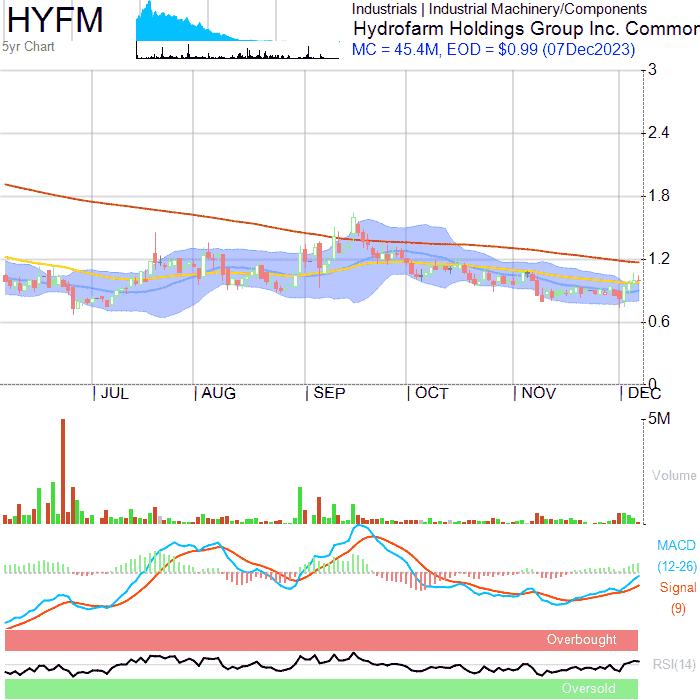 HYFM
5yr Chart
Industrials | Industrial Machinery/Components
Hydrofarm Holdings Group Inc. Common
MC = 45.4M, EOD = $0.99 (07Dec2023)
3
2.4
1.8
1.2
0.6
0
JUL AUG SEP OCT NOV DEC
5M
Volume
MACD
(12-26)
Signal
(9)
Overbought
RSI(14)
Oversold